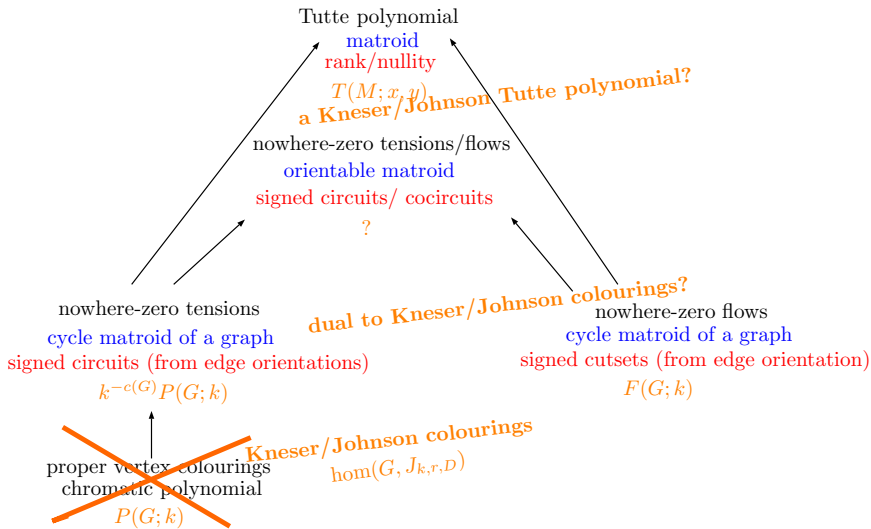 Tutte polynomial
matroid
rank/nullity
T(M; x, y)
a Kneser/Johnson Tutte polynomial?
nowhere-zero tensions/flows
orientable matroid
signed circuits/ cocircuits
?
nowhere-zero tensions
cycle matroid of a graph
signed circuits (from edge orientations)
k^{-c(G)}P(G; k)
dual to Kneser/Johnson colourings?
nowhere-zero flows
cycle matroid of a graph
signed cutsets (from edge orientation)
F(G; k)
Kneser/Johnson colourings
hom(G, J_{k,r,D})
proper vertex colourings
chromatic polynomial
P(G; k)